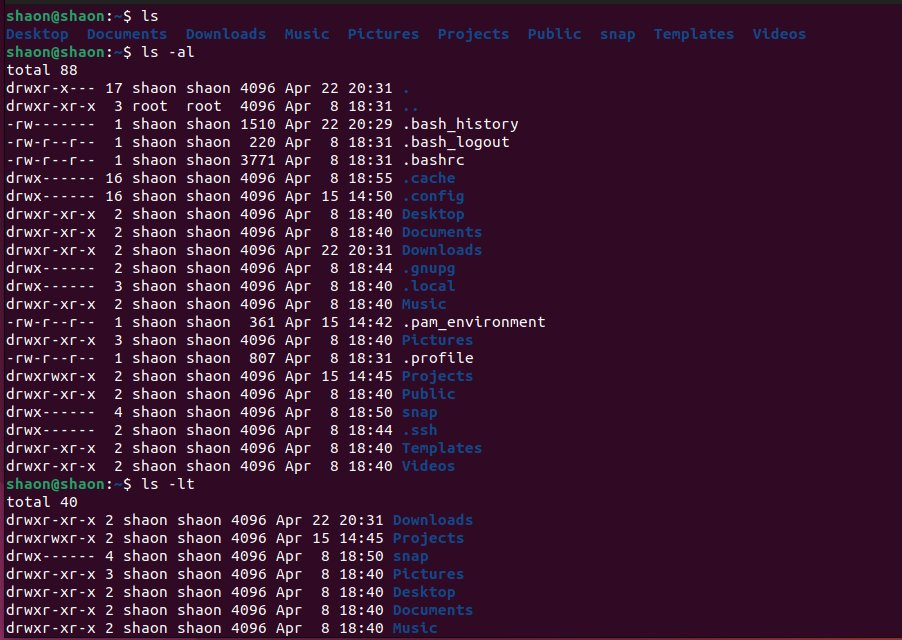 shaon@shaon:~$ ls
Desktop  Documents  Downloads  Music  Pictures  Projects  Public  snap  Templates  Videos
shaon@shaon:~$ ls -al
total 88
drwxr-x--- 17 shaon shaon 4096 Apr 22 20:31 .
drwxr-xr-x  3 root  root  4096 Apr  8 18:31 ..
-rw-------  1 shaon shaon 1510 Apr 22 20:29 .bash_history
-rw-r--r--  1 shaon shaon  220 Apr  8 18:31 .bash_logout
-rw-r--r--  1 shaon shaon 3771 Apr  8 18:31 .bashrc
drwx------ 16 shaon shaon 4096 Apr  8 18:55 .cache
drwx------ 16 shaon shaon 4096 Apr 15 14:50 .config
drwxr-xr-x  2 shaon shaon 4096 Apr  8 18:40 Desktop
drwxr-xr-x  2 shaon shaon 4096 Apr  8 18:40 Documents
drwxr-xr-x  2 shaon shaon 4096 Apr 22 20:31 Downloads
drwx------  2 shaon shaon 4096 Apr  8 18:44 .gnupg
drwx------  3 shaon shaon 4096 Apr  8 18:40 .local
drwxr-xr-x  2 shaon shaon 4096 Apr  8 18:40 Music
-rw-r--r--  1 shaon shaon  361 Apr 15 14:42 .pam_environment
drwxr-xr-x  3 shaon shaon 4096 Apr  8 18:40 Pictures
-rw-r--r--  1 shaon shaon  807 Apr  8 18:31 .profile
drwxrwxr-x  2 shaon shaon 4096 Apr 15 14:45 Projects
drwxr-xr-x  2 shaon shaon 4096 Apr  8 18:40 Public
drwx------  4 shaon shaon 4096 Apr  8 18:50 snap
drwx------  2 shaon shaon 4096 Apr  8 18:44 .ssh
drwxr-xr-x  2 shaon shaon 4096 Apr  8 18:40 Templates
drwxr-xr-x  2 shaon shaon 4096 Apr  8 18:40 Videos
shaon@shaon:~$ ls -lt
total 40
drwxr-xr-x 2 shaon shaon 4096 Apr 22 20:31 Downloads
drwxrwxr-x 2 shaon shaon 4096 Apr 15 14:45 Projects
drwx------ 4 shaon shaon 4096 Apr  8 18:50 snap
drwxr-xr-x 3 shaon shaon 4096 Apr  8 18:40 Pictures
drwxr-xr-x 2 shaon shaon 4096 Apr  8 18:40 Desktop
drwxr-xr-x 2 shaon shaon 4096 Apr  8 18:40 Documents
drwxr-xr-x 2 shaon shaon 4096 Apr  8 18:40 Music